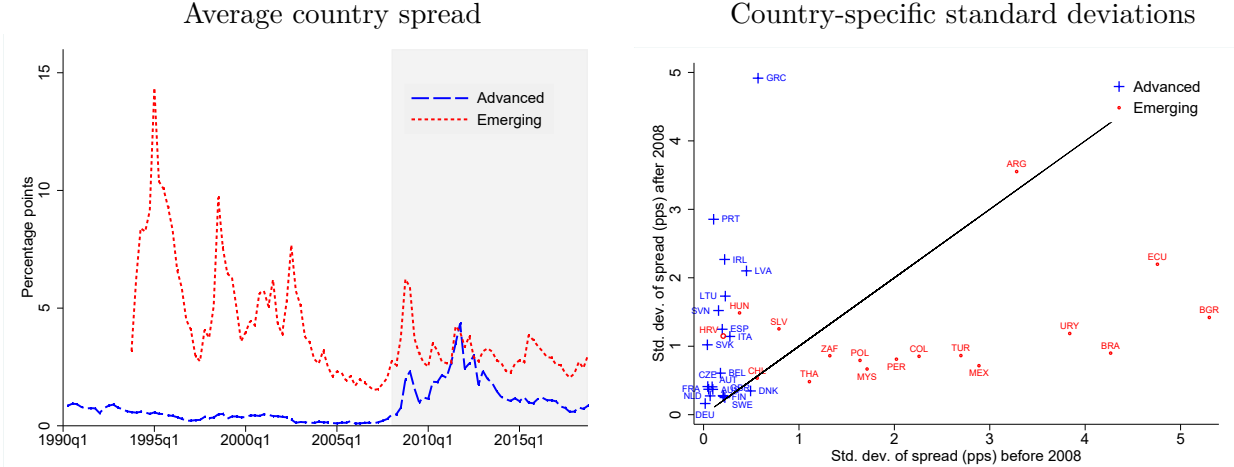 Average country spread
Percentage points
15
10
5
0
1990q1 1995q1 2000q1 2005q1 2010q1 2015q1
Advanced
Emerging
Country-specific standard deviations
Std. dev. of spread (pps) after 2008
5
4
3
2
1
0
Advanced
Emerging
GRC
ARG
PRT
IRL
LVA
ECU
LTU
SVN
HUN
BGR
SLV
HRV
ESP
ITA
URY
SVK
ZAF
POL
COL
TUR
BRA
PER
MEX
MYS
CHL
THA
CZE
BEL
AUT
FRA
DNK
NLD
FIN
SWE
DEU
0 1 2 3 4 5
Std. dev. of spread (pps) before 2008